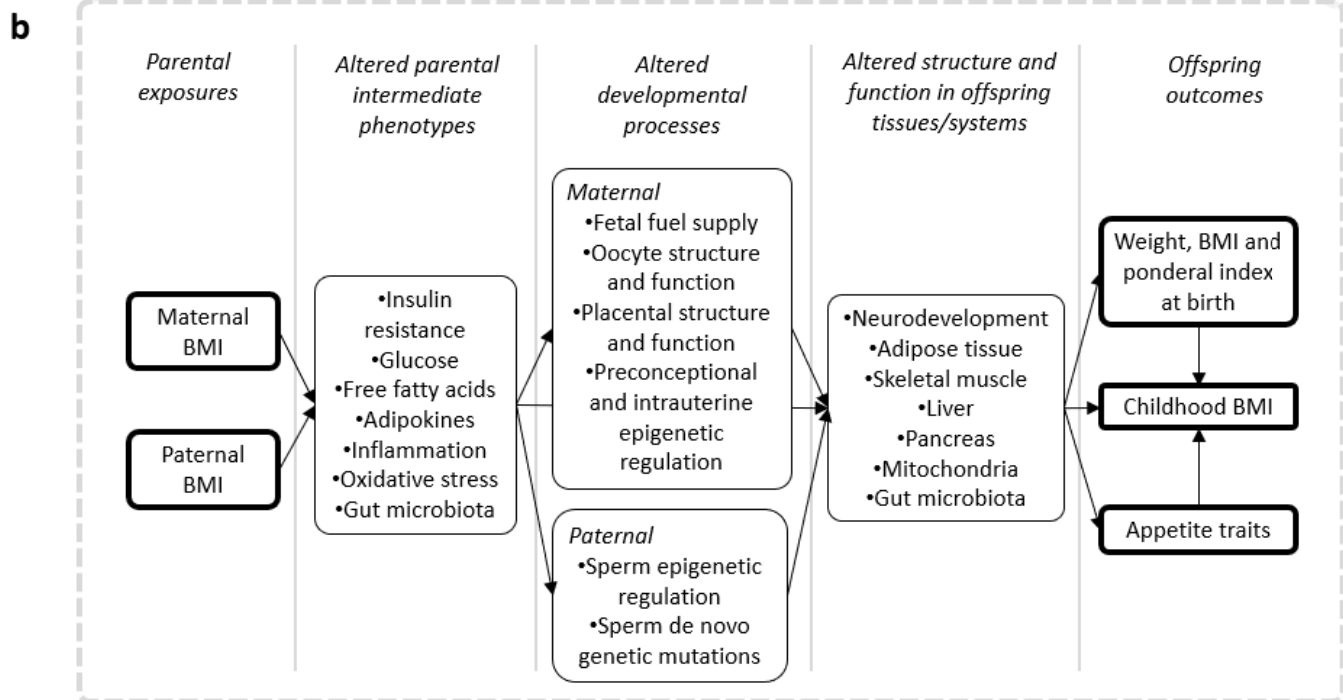 b
Parental
exposures
Altered parental
intermediate
phenotypes
Altered
developmental
processes
Altered structure and
function in offspring
tissues/systems
Offspring
outcomes
Maternal
BMI
Paternal
BMI
•Insulin
resistance
•Glucose
•Free fatty acids
•Adipokines
•Inflammation
•Oxidative stress
•Gut microbiota
Maternal
•Fetal fuel supply
•Oocyte structure
and function
•Placental structure
and function
•Preconceptional
and intrauterine
epigenetic
regulation
Paternal
•Sperm epigenetic
regulation
•Sperm de novo
genetic mutations
•Neurodevelopment
•Adipose tissue
•Skeletal muscle
•Liver
•Pancreas
•Mitochondria
•Gut microbiota
Weight, BMI and
ponderal index
at birth
Childhood BMI
Appetite traits